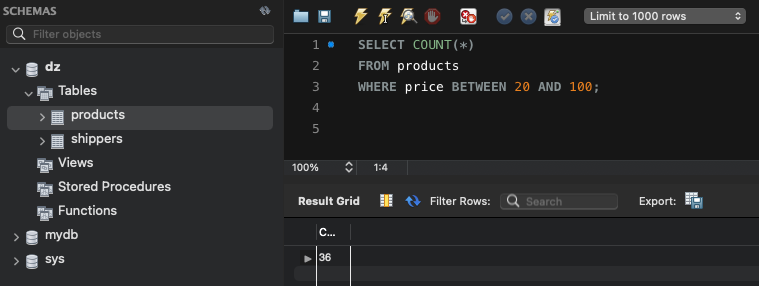 SCHEMAS
Filter objects
dz
Tables
products
shippers
Views
Stored Procedures
Functions
mydb
sys
Limit to 1000 rows
1 SELECT COUNT(*)
2 FROM products
3 WHERE price BETWEEN 20 AND 100;
4
5
100% 1:4
Result Grid Filter Rows: Search Export:
C...
36